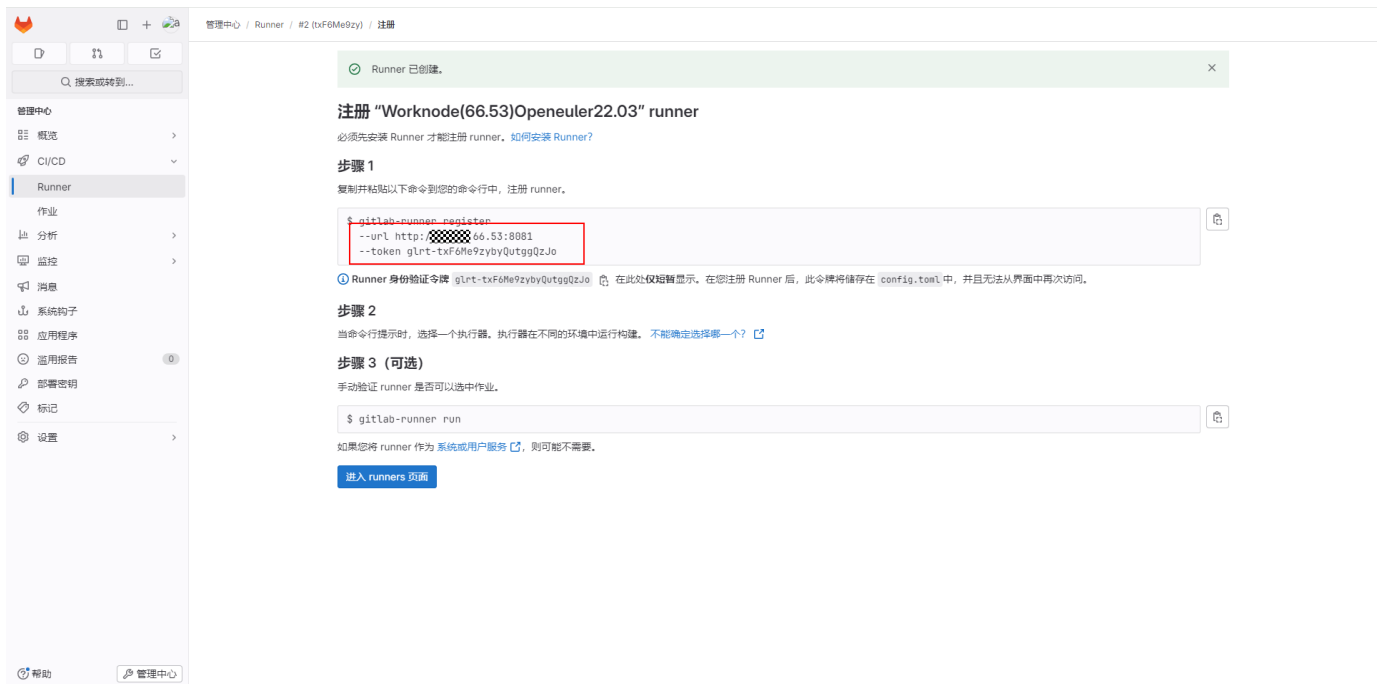 管理中心 / Runner / #2 (txF6Me9zy) / 注册
搜索或转到...
管理中心
概览
CI/CD
Runner
作业
分析
监控
消息
系统钩子
应用程序
滥用报告 0
部署密钥
标记
设置
帮助
管理中心
Runner 已创建。
注册 “Worknode(66.53)Openeuler22.03” runner
必须先安装 Runner 才能注册 runner。如何安装 Runner?
步骤 1
复制并粘贴以下命令到您的命令行中，注册 runner。
$ gitlab-runner register
--url http:/ 66.53:8081
--token glrt-txF6Me9zybyQutgqQzJo
Runner 身份验证令牌 glrt-txF6Me9zybyQutgqQzJo 在此处仅短暂显示。在您注册 Runner 后，此令牌将储存在 config.toml 中，并且无法从界面中再次访问。
步骤 2
当命令行提示时，选择一个执行器。执行器在不同的环境中运行构建。 不能确定选择哪一个？
步骤 3（可选）
手动验证 runner 是否可以选中作业。
$ gitlab-runner run
如果您将 runner 作为 系统或用户服务，则可能不需要。
进入 runners 页面